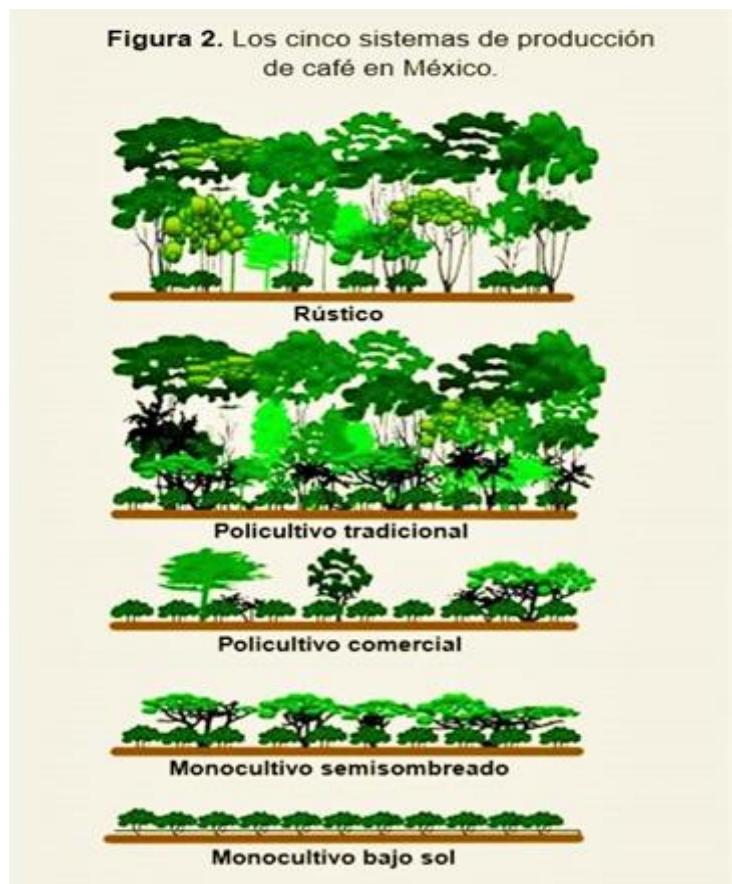 Figura 2. Los cinco sistemas de producción
de café en México.
Rústico
Policultivo tradicional
Policultivo comercial
Monocultivo semisombreado
Monocultivo bajo sol